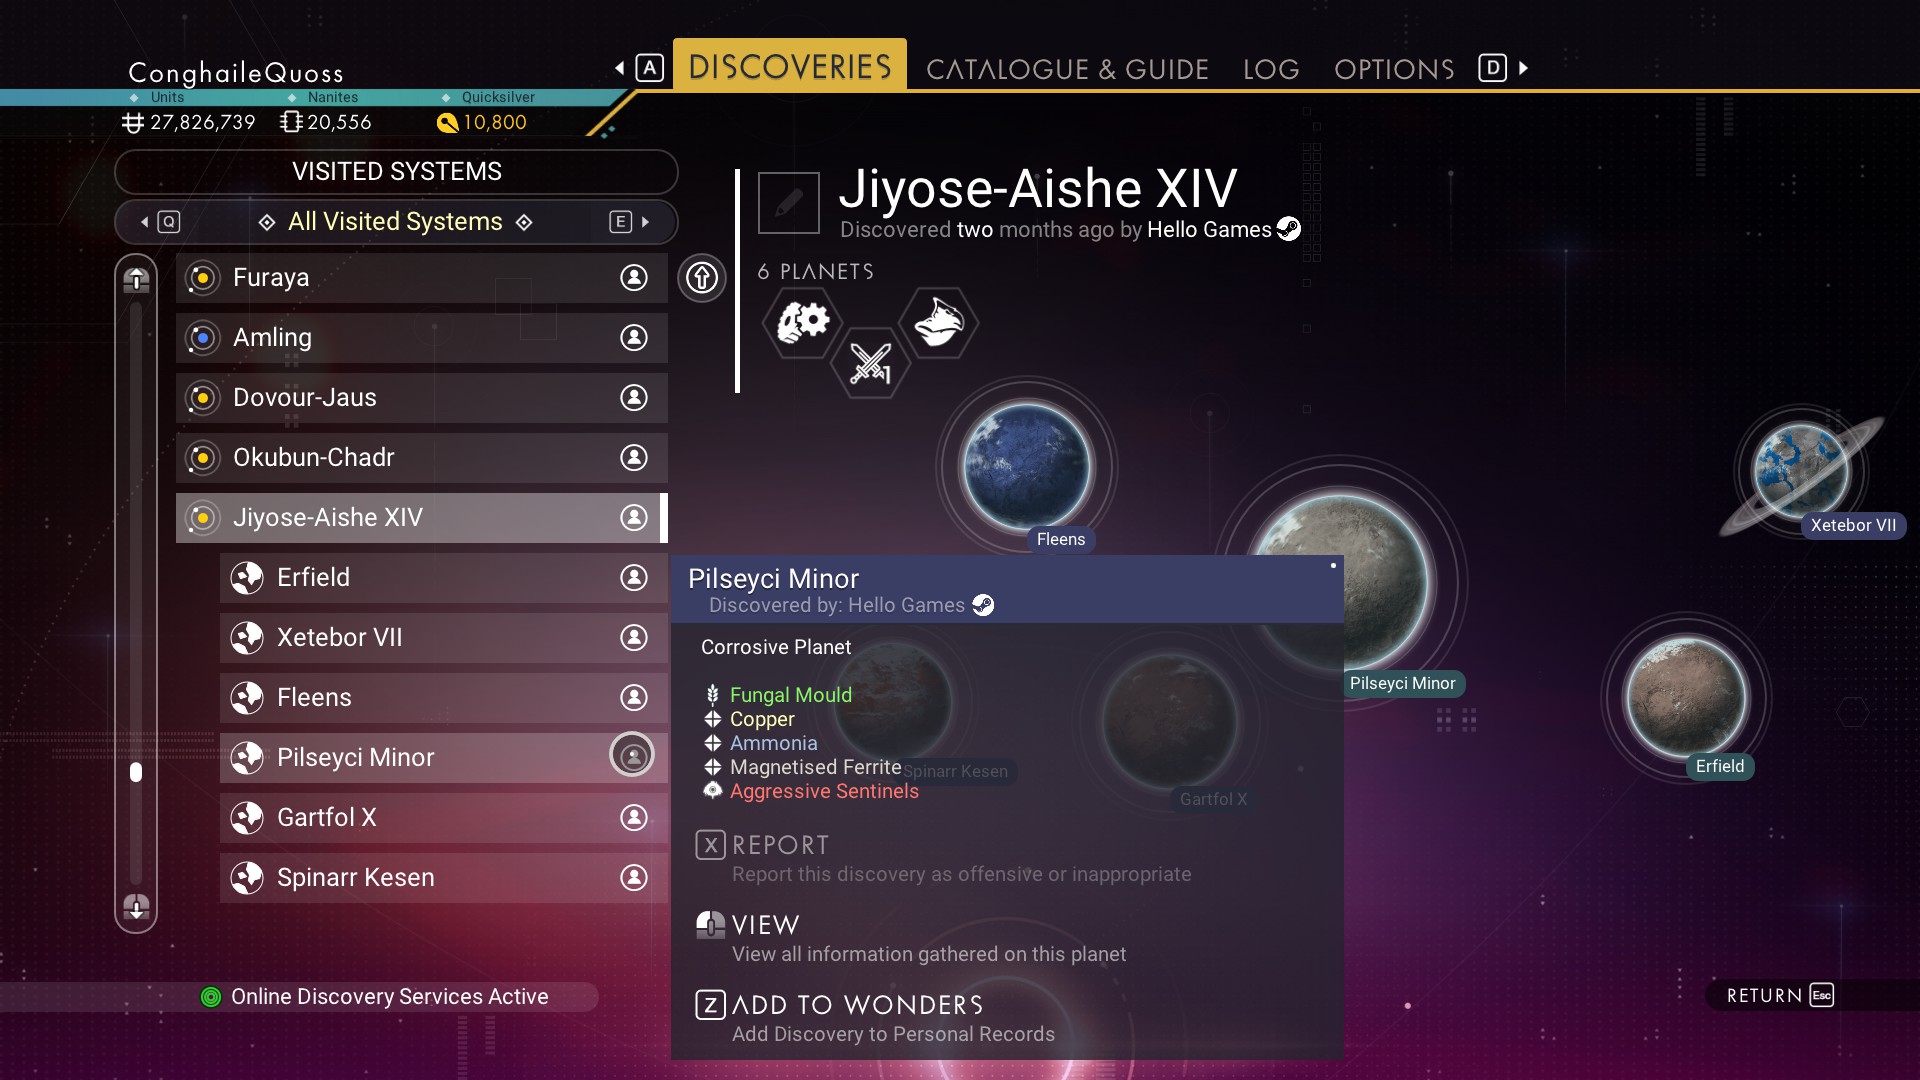 ConghaileQuoss
Units
Nanites
Quicksilver
27,826,739
20,556
10,800
A
DISCOVERIES
CATALOGUE & GUIDE
LOG
OPTIONS
D
VISITED SYSTEMS
Q
All Visited Systems
E
Furaya
Amling
Dovour-Jaus
Okubun-Chadr
Jiyose-Aishe XIV
Erfield
Xetebor VII
Fleens
Pilseyci Minor
Gartfol X
Spinarr Kesen
Online Discovery Services Active
Jiyose-Aishe XIV
Discovered two months ago by Hello Games
6 PLANETS
1
Fleens
Xetebor VII
Pilseyci Minor
Erfield
Spinarr Kesen
Gartfol X
Pilseyci Minor
Discovered by: Hello Games
Corrosive Planet
Fungal Mould
Copper
Ammonia
Magnetised Ferrite
Aggressive Sentinels
X REPORT
Report this discovery as offensive or inappropriate
VIEW
View all information gathered on this planet
Z ADD TO WONDERS
Add Discovery to Personal Records
RETURN Esc